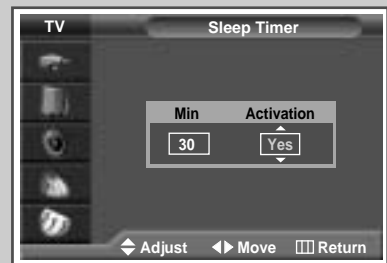 TV Sleep Timer
Min Activation
30 Yes
Adjust Move Return